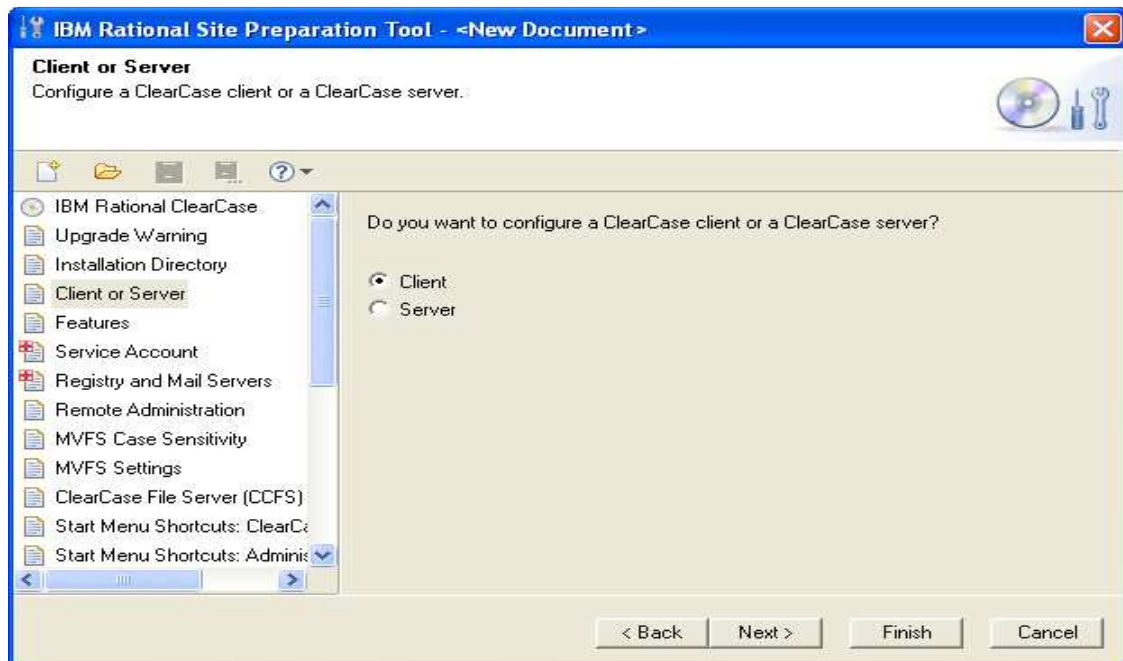 IBM Rational Site Preparation Tool - <New Document>
Client or Server
Configure a ClearCase client or a ClearCase server.
IBM Rational ClearCase
Upgrade Warning
Installation Directory
Client or Server
Features
Service Account
Registry and Mail Servers
Remote Administration
MVFS Case Sensitivity
MVFS Settings
ClearCase File Server (CCFS)
Start Menu Shortcuts: ClearCa
Start Menu Shortcuts: Adminis
Do you want to configure a ClearCase client or a ClearCase server?
Client
Server
< Back
Next >
Finish
Cancel